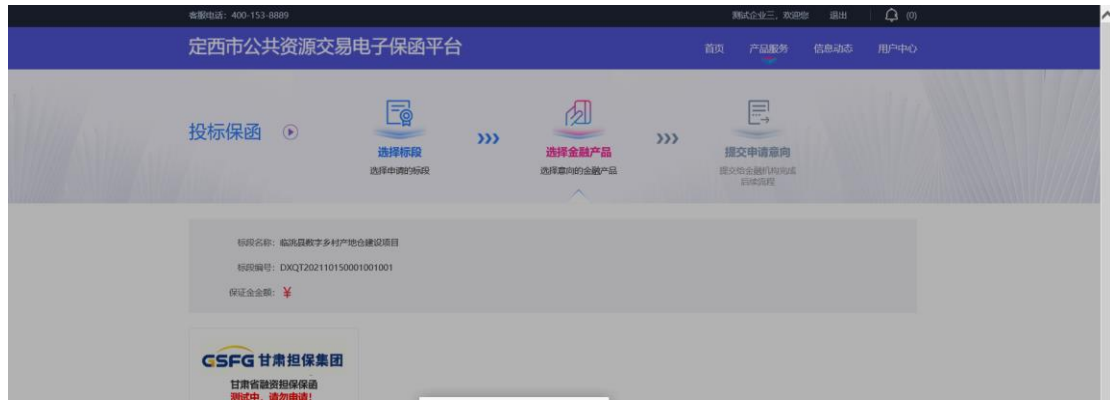 客服电话：400-153-8889
测试企业三，欢迎您 退出 (0)
定西市公共资源交易电子保函平台
首页 产品服务 信息动态 用户中心
投标保函
选择标段
选择申请的标段
选择金融产品
选择意向的金融产品
提交申请意向
提交给金融机构完成
后续流程
标段名称：临洮县数字乡村产地仓建设项目
标段编号：DXQT202110150001001001
保证金金额：¥
GSFG 甘肃担保集团
甘肃省融资担保保函
测试中，请勿申请！